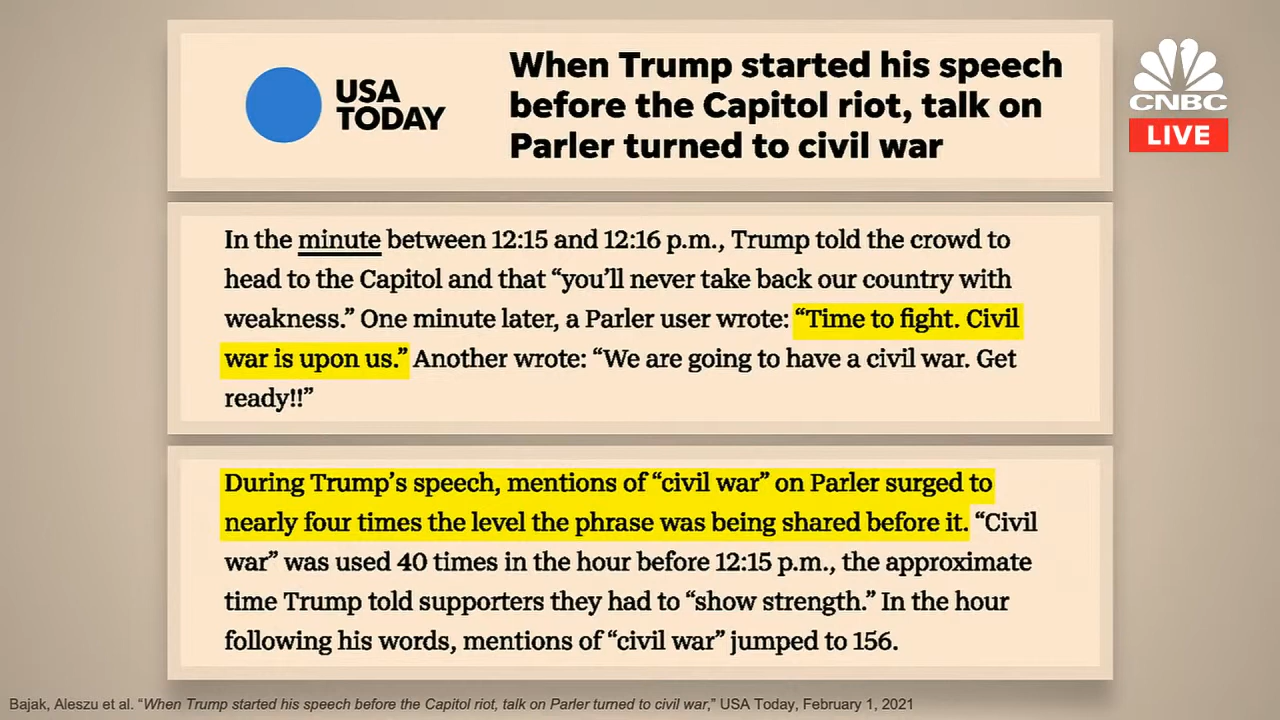 USA
TODAY
When Trump started his speech
before the Capitol riot, talk on
Parler turned to civil war
CNBC
LIVE
In the minute between 12:15 and 12:16 p.m., Trump told the crowd to
head to the Capitol and that “you’ll never take back our country with
weakness.” One minute later, a Parler user wrote: “Time to fight. Civil
war is upon us.” Another wrote: “We are going to have a civil war. Get
ready!!”
During Trump’s speech, mentions of “civil war” on Parler surged to
nearly four times the level the phrase was being shared before it. “Civil
war” was used 40 times in the hour before 12:15 p.m., the approximate
time Trump told supporters they had to “show strength.” In the hour
following his words, mentions of “civil war” jumped to 156.
Bajak, Aleszu et al. “When Trump started his speech before the Capitol riot, talk on Parler turned to civil war,” USA Today, February 1, 2021